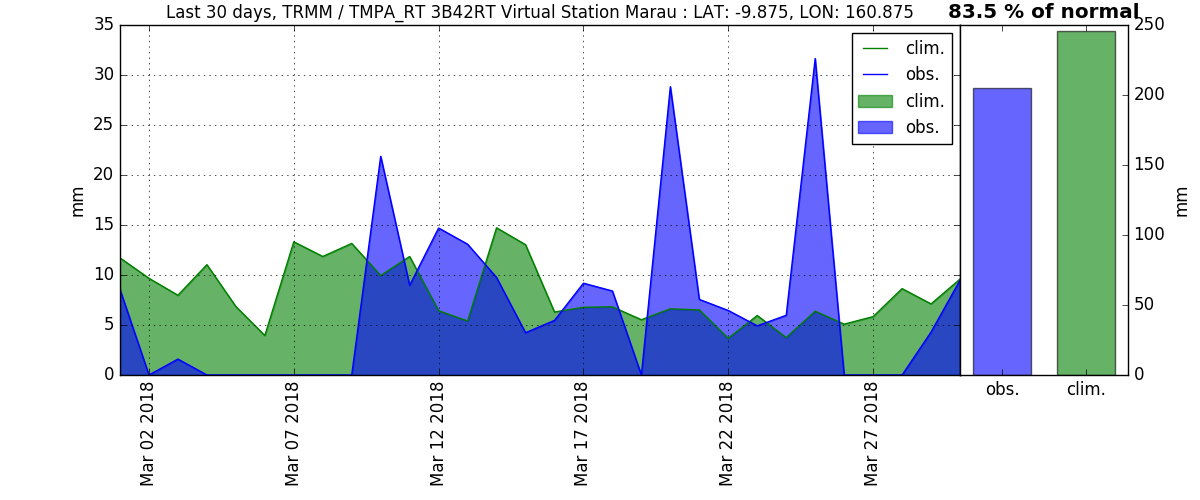 Last 30 days, TRMM / TMPA_RT 3B42RT Virtual Station Marau : LAT: -9.875, LON: 160.875
83.5 % of normal
35
30
25
20
15
10
5
0
mm
clim.
obs.
clim.
obs.
250
200
150
100
50
0
mm
Mar 02 2018
Mar 07 2018
Mar 12 2018
Mar 17 2018
Mar 22 2018
Mar 27 2018
obs.
clim.